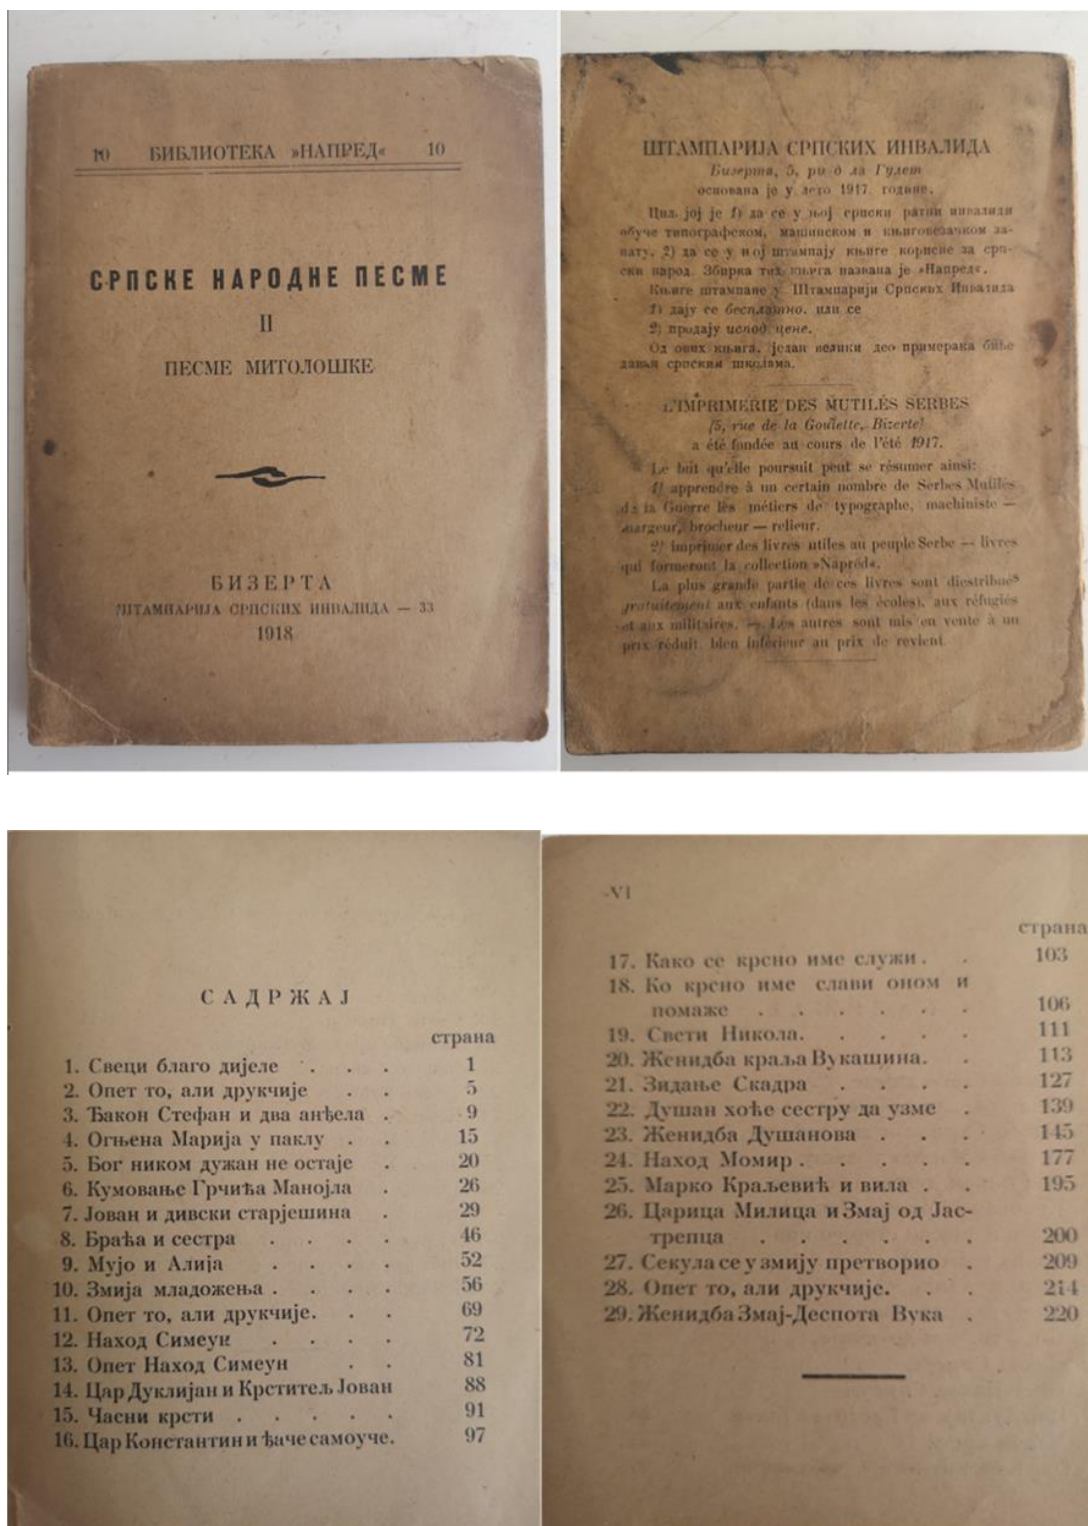 10 БИБЛИОТЕКА »НАПРЕД« 10
СРПСКЕ НАРОДНЕ ПЕСМЕ
II
ПЕСМЕ МИТОЛОШКЕ
БИЗЕРТА
ШТАМПАРИЈА СРПСКИХ ИНВАЛИДА — 33
1918
ШТАМПАРИЈА СРПСКИХ ИНВАЛИДА
Бизерта, 5, ри д ла Гулет
основана је у лето 1917. године.
Циљ јој је 1) да се у њој српски ратни инвалиди
обуче типографском, машинском и књиговезачком за-
нату, 2) да се у њој штампају књиге корисне за срп-
ски народ. Збирка тих књига названа је »Напред«.
Књиге штампане у Штампарији Српских Инвалида
1) дају се бесплатно, или се
2) продају испод цене.
Од ових књига, један велики део примерака биће
даван српским школама.
L'IMPRIMERIE DES MUTILÉS SERBES
[5, rue de la Goulette, Bizerte]
a été fondée au cours de l'été 1917.
Le but qu'elle poursuit peut se résumer ainsi:
1) apprendre à un certain nombre de Serbes Mutilés
de la Guerre les métiers de typographe, machiniste —
margeur, brocheur — relieur.
2) imprimer des livres utiles au peuple Serbe — livres
qui formeront la collection »Napred«.
La plus grande partie de ces livres sont diestribués
gratuitement aux enfants (dans les écoles), aux réfugiés
et aux militaires. — Les autres sont mis en vente à un
prix réduit, bien inférieur au prix de revient
САДРЖАЈ
страна
1. Свеци благо дијеле . . . 1
2. Опет то, али друкчије . . 5
3. Ђакон Стефан и два анђела . 9
4. Огњена Марија у паклу . . 15
5. Бог ником дужан не остаје . 20
6. Кумовање Грчића Манојла . 26
7. Јован и дивски старјешина . 29
8. Браћа и сестра . . . . 46
9. Мујо и Алија . . . . 52
10. Змија младожења . . . . 56
11. Опет то, али друкчије. . . 69
12. Наход Симеун . . . . 72
13. Опет Наход Симеун . . 81
14. Цар Дуклијан и Крститељ Јован 88
15. Часни крсти . . . . . 91
16. Цар Константин и ђаче самоуче. 97
VI
страна
17. Како се крсно име служи . . 103
18. Ко крсно име слави оном и
помаже . . . . . . 106
19. Свети Никола. . . . . 111
20. Женидба краља Вукашина. . 113
21. Зидање Скадра . . . . 127
22. Душан хоће сестру да узме . 139
23. Женидба Душанова . . . 145
24. Наход Момир . . . . . 177
25. Марко Краљевић и вила . . 195
26. Царица Милица и Змај од Јас-
трепца . . . . . . 200
27. Секула се у змију претворио . 209
28. Опет то, али друкчије. . . 214
29. Женидба Змај-Деспота Вука . 220